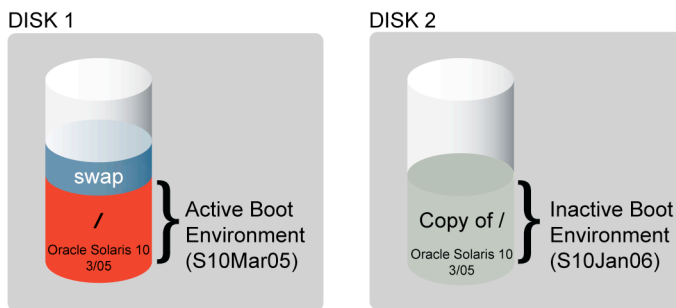 DISK 1
swap
/
Oracle Solaris 10
3/05
}
Active Boot
Environment
(S10Mar05)
DISK 2
Copy of /
Oracle Solaris 10
3/05
}
Inactive Boot
Environment
(S10Jan06)